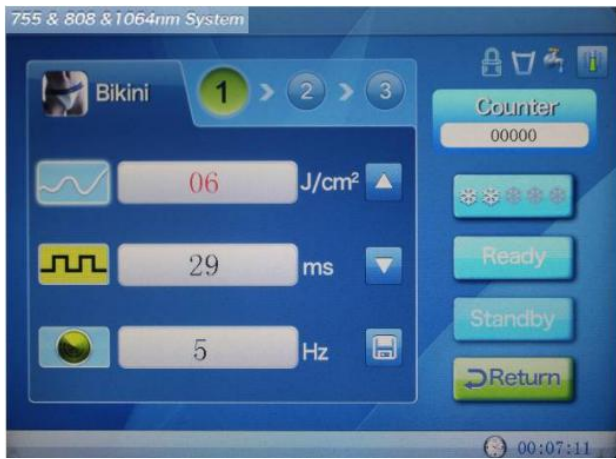 755 & 808 &1064nm System
Bikini
1 > 2 > 3
Counter
00000
06 J/cm²
29 ms
Ready
Standby
5 Hz
Return
00:07:11